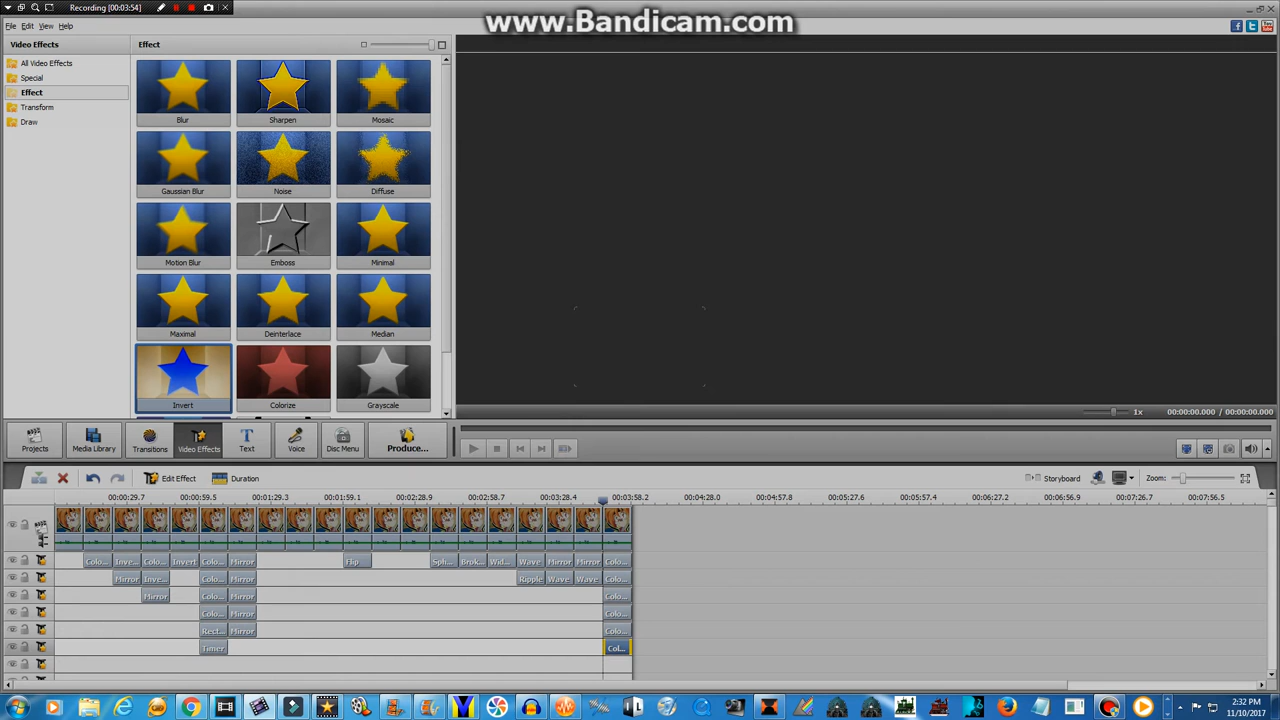 Recording [00:03:54]
www.Bandicam.com
File Edit View Help
Video Effects
Effect
All Video Effects
Special
Effect
Transform
Draw
Blur Sharpen Mosaic
Gaussian Blur Noise Diffuse
Motion Blur Emboss Minimal
Maximal Deinterlace Median
Invert Colorize Grayscale
1x 00:00:00.000 / 00:00:00.000
Projects Media Library Transitions Video Effects Text Voice Disc Menu Produce...
Edit Effect Duration Storyboard Zoom:
00:00:29.7 00:00:59.5 00:01:29.3 00:01:59.1 00:02:28.9 00:02:58.7 00:03:28.4 00:03:58.2 00:04:28.0 00:04:57.8 00:05:27.6 00:05:57.4 00:06:27.2 00:06:56.9 00:07:26.7 00:07:56.5
Colo... Inve... Colo... Invert Colo... Mirror Flip Sph... Brok... Wid... Wave Mirror Mirror Colo...
Mirror Inve... Colo... Mirror Ripple Wave Wave Colo...
Mirror Colo... Mirror Colo...
Colo... Mirror Colo...
Rect... Mirror Colo...
Timer Col...
2:32 PM
11/10/2017